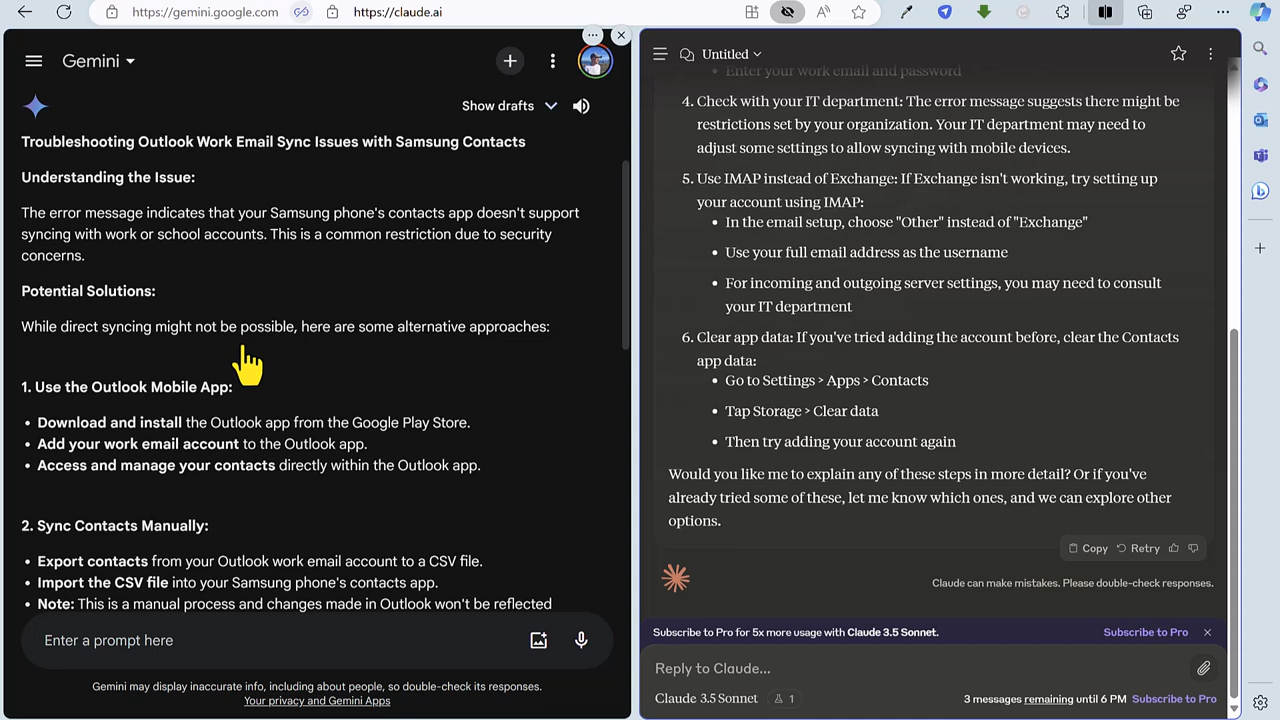 https://gemini.google.com
https://claude.ai
Gemini
Show drafts
Troubleshooting Outlook Work Email Sync Issues with Samsung Contacts
Understanding the Issue:
The error message indicates that your Samsung phone's contacts app doesn't support
syncing with work or school accounts. This is a common restriction due to security
concerns.
Potential Solutions:
While direct syncing might not be possible, here are some alternative approaches:
1. Use the Outlook Mobile App:
• Download and install the Outlook app from the Google Play Store.
• Add your work email account to the Outlook app.
• Access and manage your contacts directly within the Outlook app.
2. Sync Contacts Manually:
• Export contacts from your Outlook work email account to a CSV file.
• Import the CSV file into your Samsung phone's contacts app.
• Note: This is a manual process and changes made in Outlook won't be reflected
Enter a prompt here
Gemini may display inaccurate info, including about people, so double-check its responses.
Your privacy and Gemini Apps
Untitled
• Enter your work email and password
4. Check with your IT department: The error message suggests there might be
restrictions set by your organization. Your IT department may need to
adjust some settings to allow syncing with mobile devices.
5. Use IMAP instead of Exchange: If Exchange isn't working, try setting up
your account using IMAP:
• In the email setup, choose "Other" instead of "Exchange"
• Use your full email address as the username
• For incoming and outgoing server settings, you may need to consult
your IT department
6. Clear app data: If you've tried adding the account before, clear the Contacts
app data:
• Go to Settings > Apps > Contacts
• Tap Storage > Clear data
• Then try adding your account again
Would you like me to explain any of these steps in more detail? Or if you've
already tried some of these, let me know which ones, and we can explore other
options.
Copy Retry
Claude can make mistakes. Please double-check responses.
Subscribe to Pro for 5x more usage with Claude 3.5 Sonnet. Subscribe to Pro
Reply to Claude...
Claude 3.5 Sonnet 1 3 messages remaining until 6 PM Subscribe to Pro